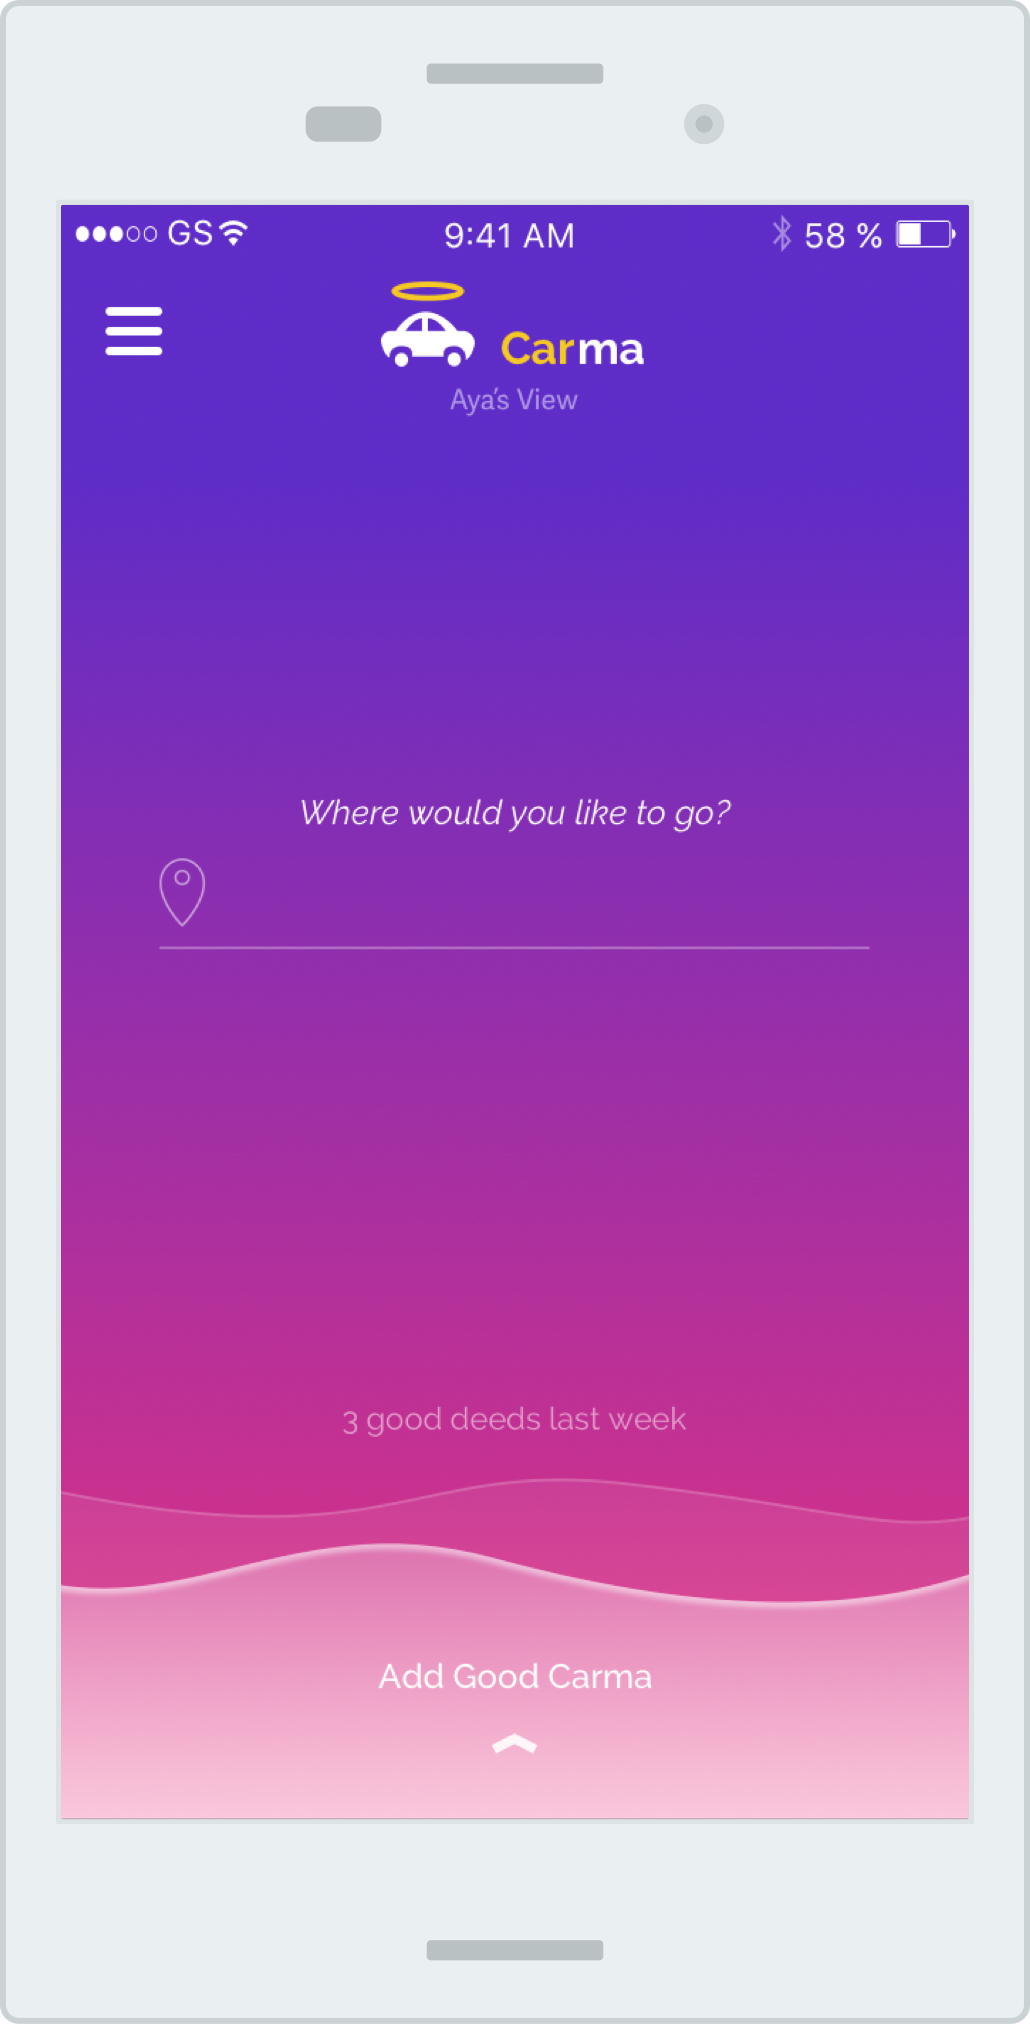 GS 9:41 AM 58 %
Carma
Aya's View
Where would you like to go?
3 good deeds last week
Add Good Carma